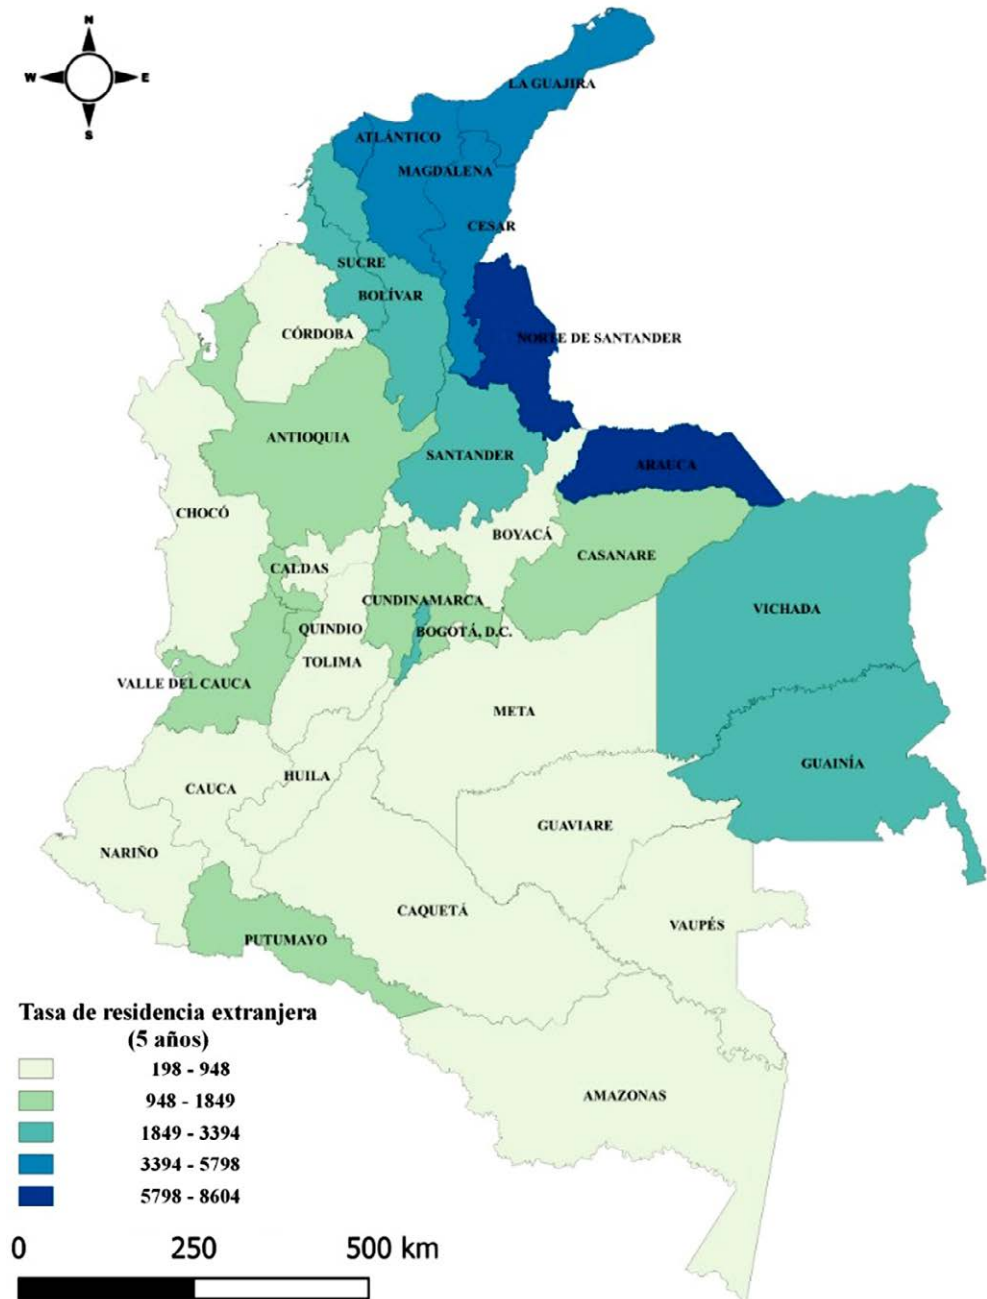 N
W E
S
LA GUAJIRA
ATLÁNTICO
MAGDALENA
CESAR
SUCRE
BOLÍVAR
CÓRDOBA
NORTE DE SANTANDER
ANTIOQUIA
SANTANDER
ARAUCA
CHOCÓ
BOYACÁ
CASANARE
CALDAS
CUNDINAMARCA
VICHADA
QUINDIO
BOGOTÁ, D.C.
TOLIMA
VALLE DEL CAUCA
META
GUAINÍA
HUILA
CAUCA
GUAVIARE
NARIÑO
CAQUETÁ
VAUPÉS
PUTUMAYO
AMAZONAS
Tasa de residencia extranjera
(5 años)
198 - 948
948 - 1849
1849 - 3394
3394 - 5798
5798 - 8604
0 250 500 km